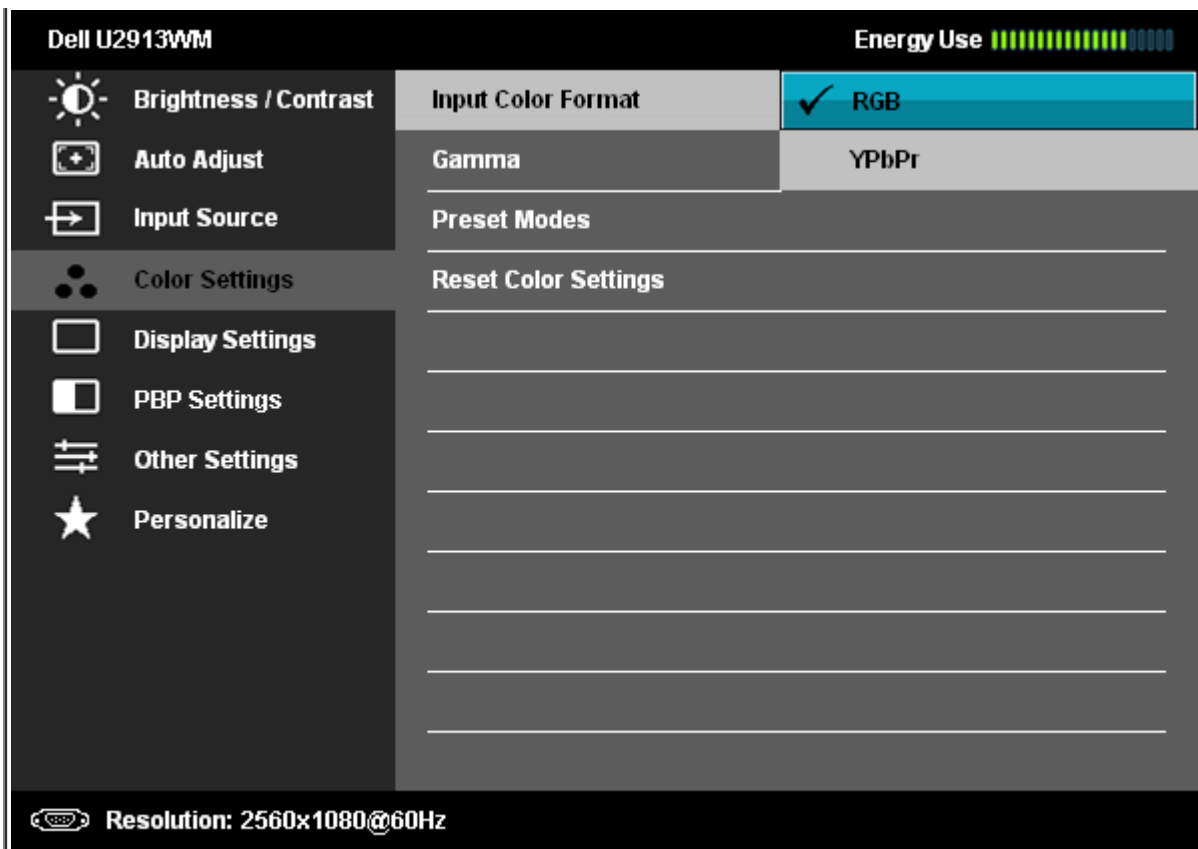 Dell U2913WM
Energy Use
Brightness / Contrast
Auto Adjust
Input Source
Color Settings
Display Settings
PBP Settings
Other Settings
Personalize
Input Color Format
Gamma
Preset Modes
Reset Color Settings
RGB
YPbPr
Resolution: 2560x1080@60Hz